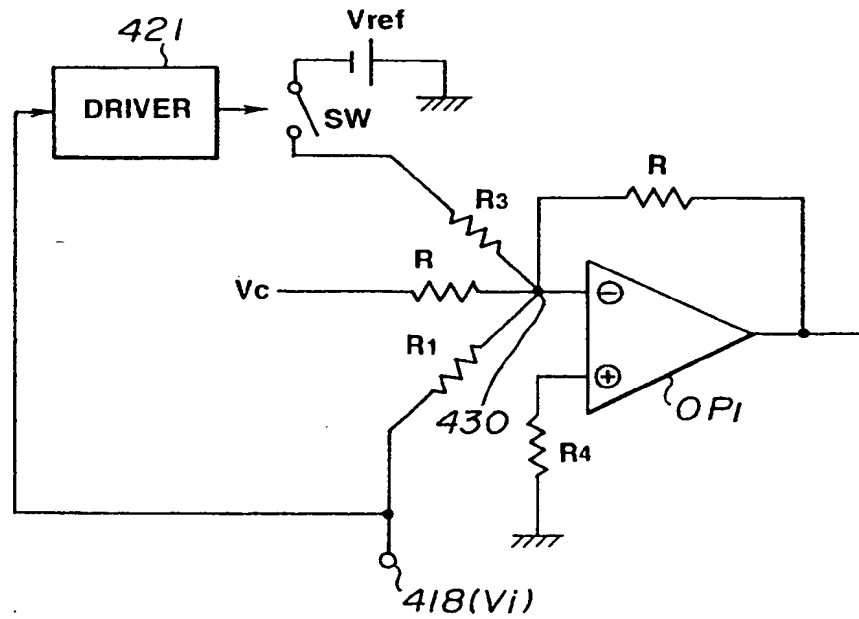 421
Vref
DRIVER
SW
R
R3
Vc
R
⊖
R1
⊕
430
OP1
R4
418(Vi)